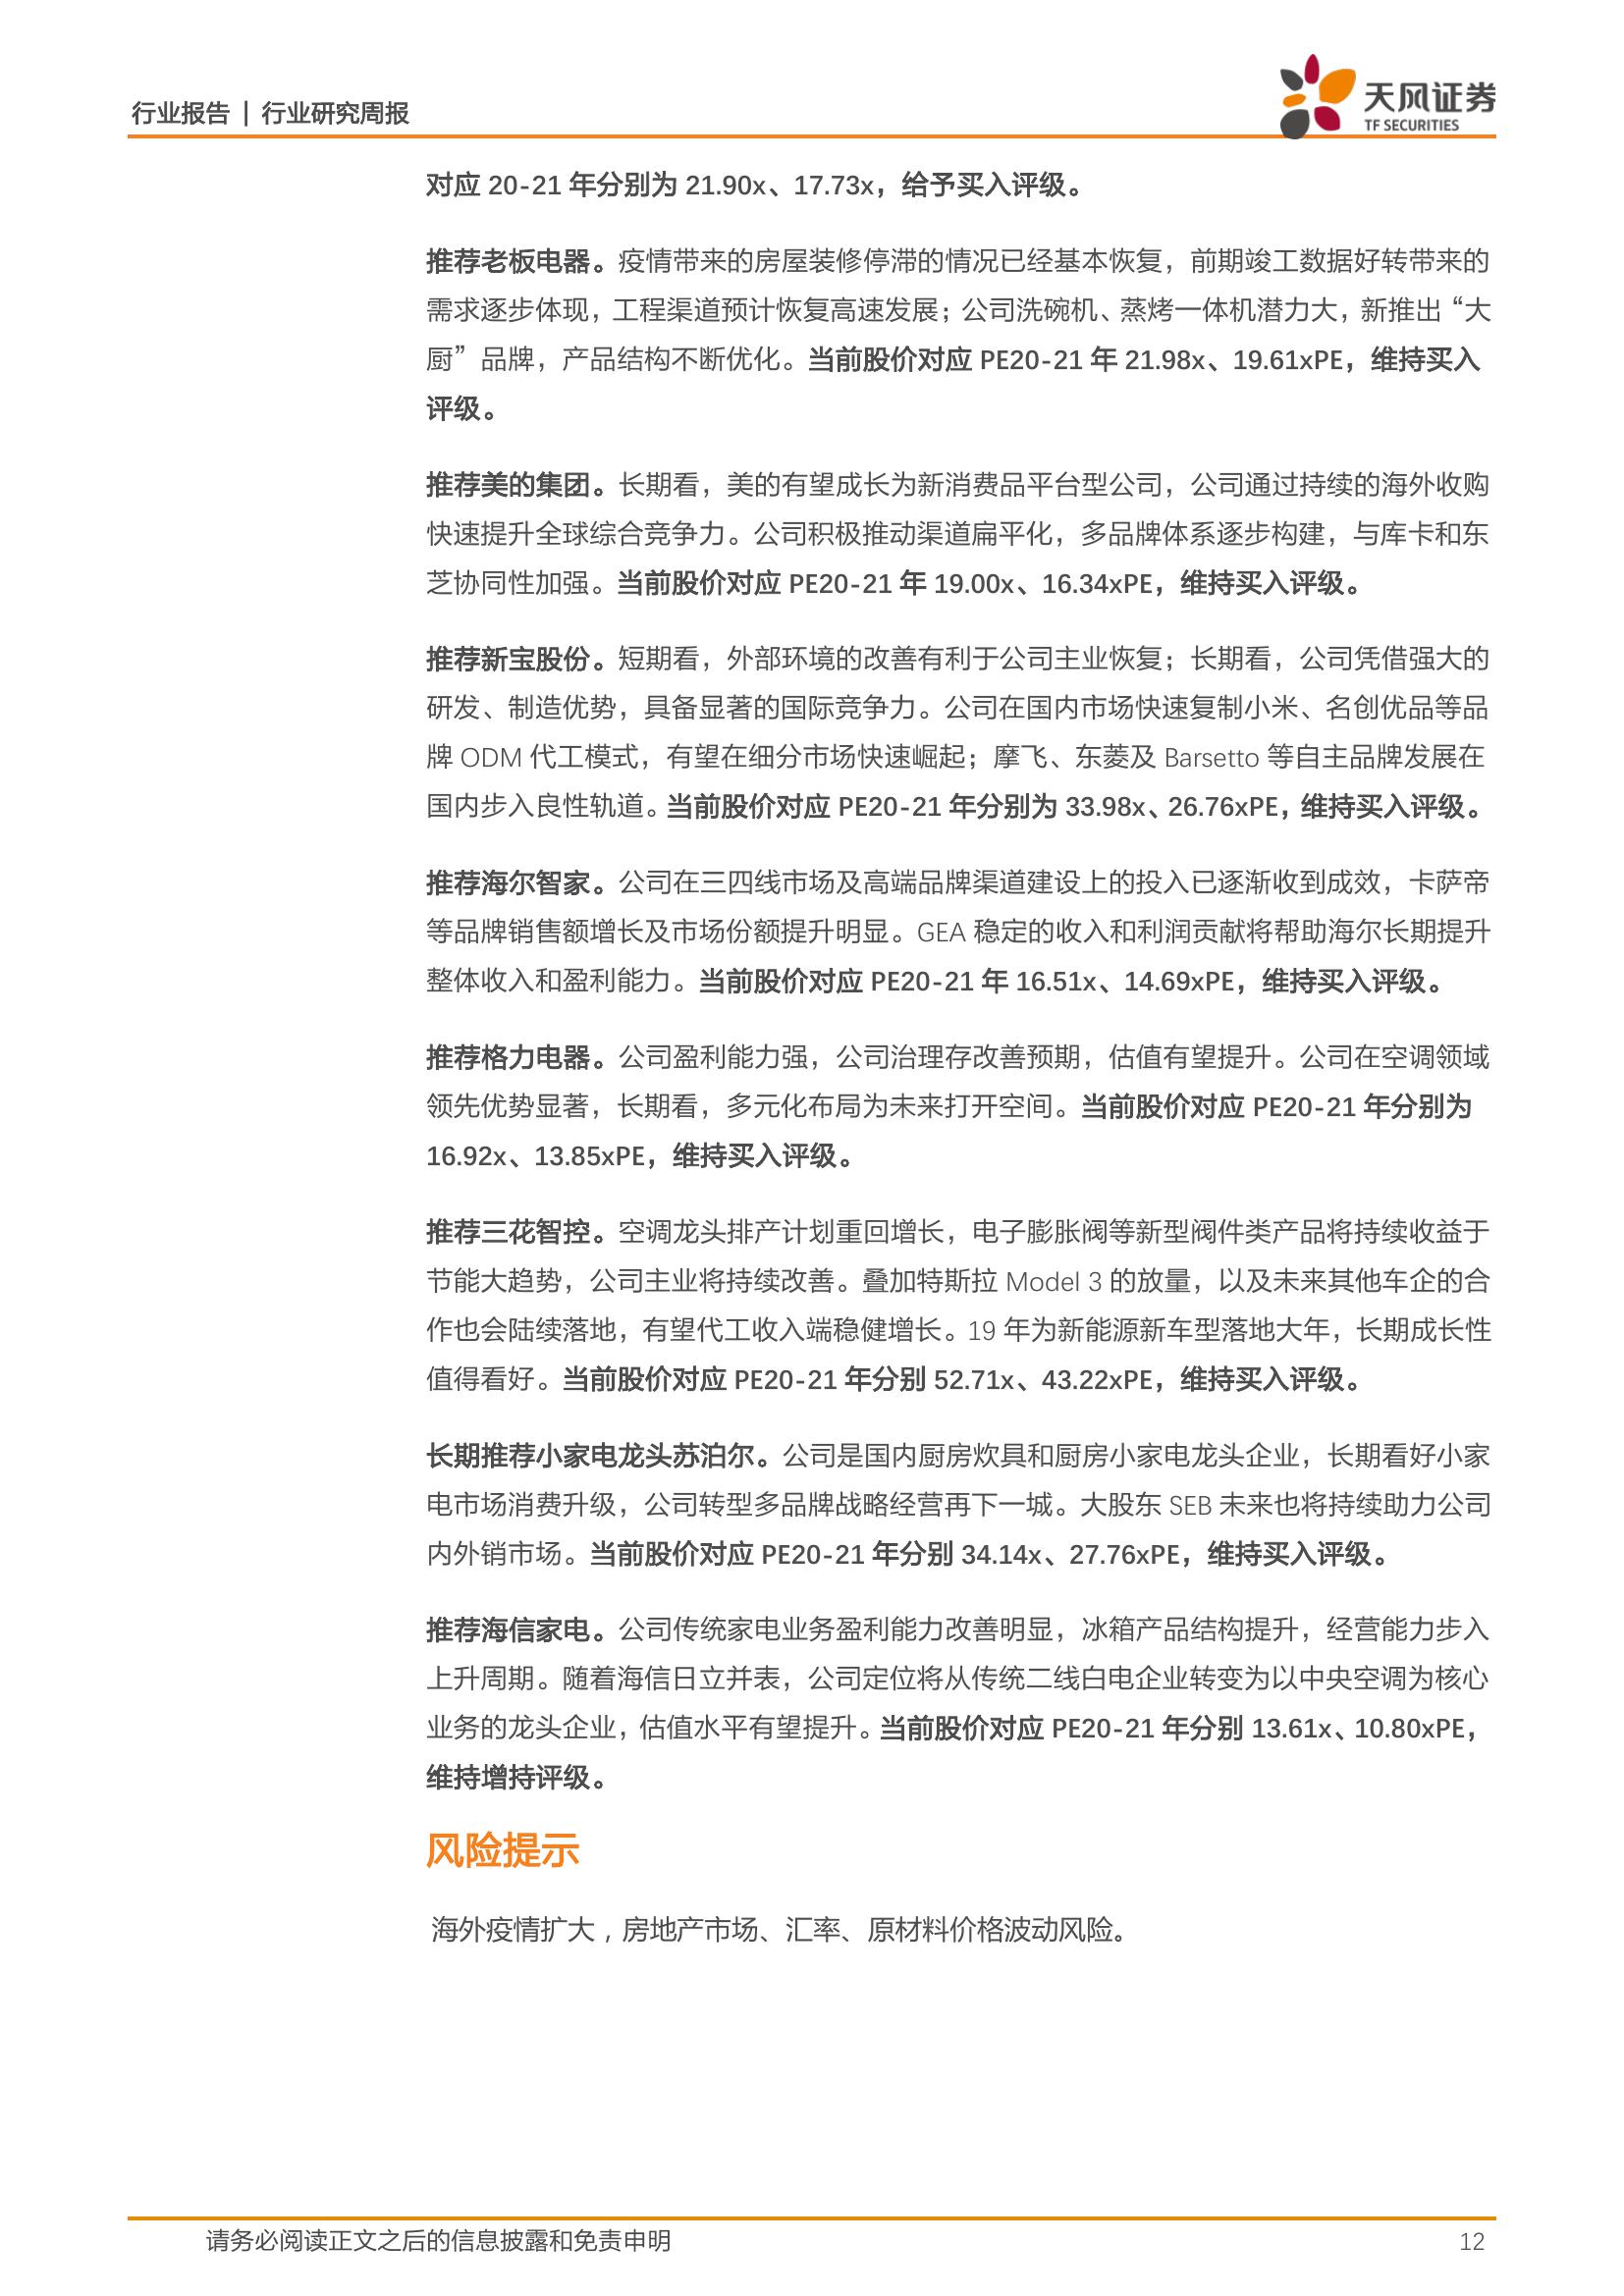 行业报告 | 行业研究周报
天风证券
TF SECURITIES
对应 20-21 年分别为 21.90x、17.73x，给予买入评级。
推荐老板电器。疫情带来的房屋装修停滞的情况已经基本恢复，前期竣工数据好转带来的
需求逐步体现，工程渠道预计恢复高速发展；公司洗碗机、蒸烤一体机潜力大，新推出“大
厨”品牌，产品结构不断优化。当前股价对应 PE20-21 年 21.98x、19.61xPE，维持买入
评级。
推荐美的集团。长期看，美的有望成长为新消费品平台型公司，公司通过持续的海外收购
快速提升全球综合竞争力。公司积极推动渠道扁平化，多品牌体系逐步构建，与库卡和东
芝协同性加强。当前股价对应 PE20-21 年 19.00x、16.34xPE，维持买入评级。
推荐新宝股份。短期看，外部环境的改善有利于公司主业恢复；长期看，公司凭借强大的
研发、制造优势，具备显著的国际竞争力。公司在国内市场快速复制小米、名创优品等品
牌 ODM 代工模式，有望在细分市场快速崛起；摩飞、东菱及 Barsetto 等自主品牌发展在
国内步入良性轨道。当前股价对应 PE20-21 年分别为 33.98x、26.76xPE，维持买入评级。
推荐海尔智家。公司在三四线市场及高端品牌渠道建设上的投入已逐渐收到成效，卡萨帝
等品牌销售额增长及市场份额提升明显。GEA 稳定的收入和利润贡献将帮助海尔长期提升
整体收入和盈利能力。当前股价对应 PE20-21 年 16.51x、14.69xPE，维持买入评级。
推荐格力电器。公司盈利能力强，公司治理存改善预期，估值有望提升。公司在空调领域
领先优势显著，长期看，多元化布局为未来打开空间。当前股价对应 PE20-21 年分别为
16.92x、13.85xPE，维持买入评级。
推荐三花智控。空调龙头排产计划重回增长，电子膨胀阀等新型阀件类产品将持续收益于
节能大趋势，公司主业将持续改善。叠加特斯拉 Model 3 的放量，以及未来其他车企的合
作也会陆续落地，有望代工收入端稳健增长。19 年为新能源新车型落地大年，长期成长性
值得看好。当前股价对应 PE20-21 年分别 52.71x、43.22xPE，维持买入评级。
长期推荐小家电龙头苏泊尔。公司是国内厨房炊具和厨房小家电龙头企业，长期看好小家
电市场消费升级，公司转型多品牌战略经营再下一城。大股东 SEB 未来也将持续助力公司
内外销市场。当前股价对应 PE20-21 年分别 34.14x、27.76xPE，维持买入评级。
推荐海信家电。公司传统家电业务盈利能力改善明显，冰箱产品结构提升，经营能力步入
上升周期。随着海信日立并表，公司定位将从传统二线白电企业转变为以中央空调为核心
业务的龙头企业，估值水平有望提升。当前股价对应 PE20-21 年分别 13.61x、10.80xPE，
维持增持评级。
风险提示
海外疫情扩大，房地产市场、汇率、原材料价格波动风险。
请务必阅读正文之后的信息披露和免责申明
12